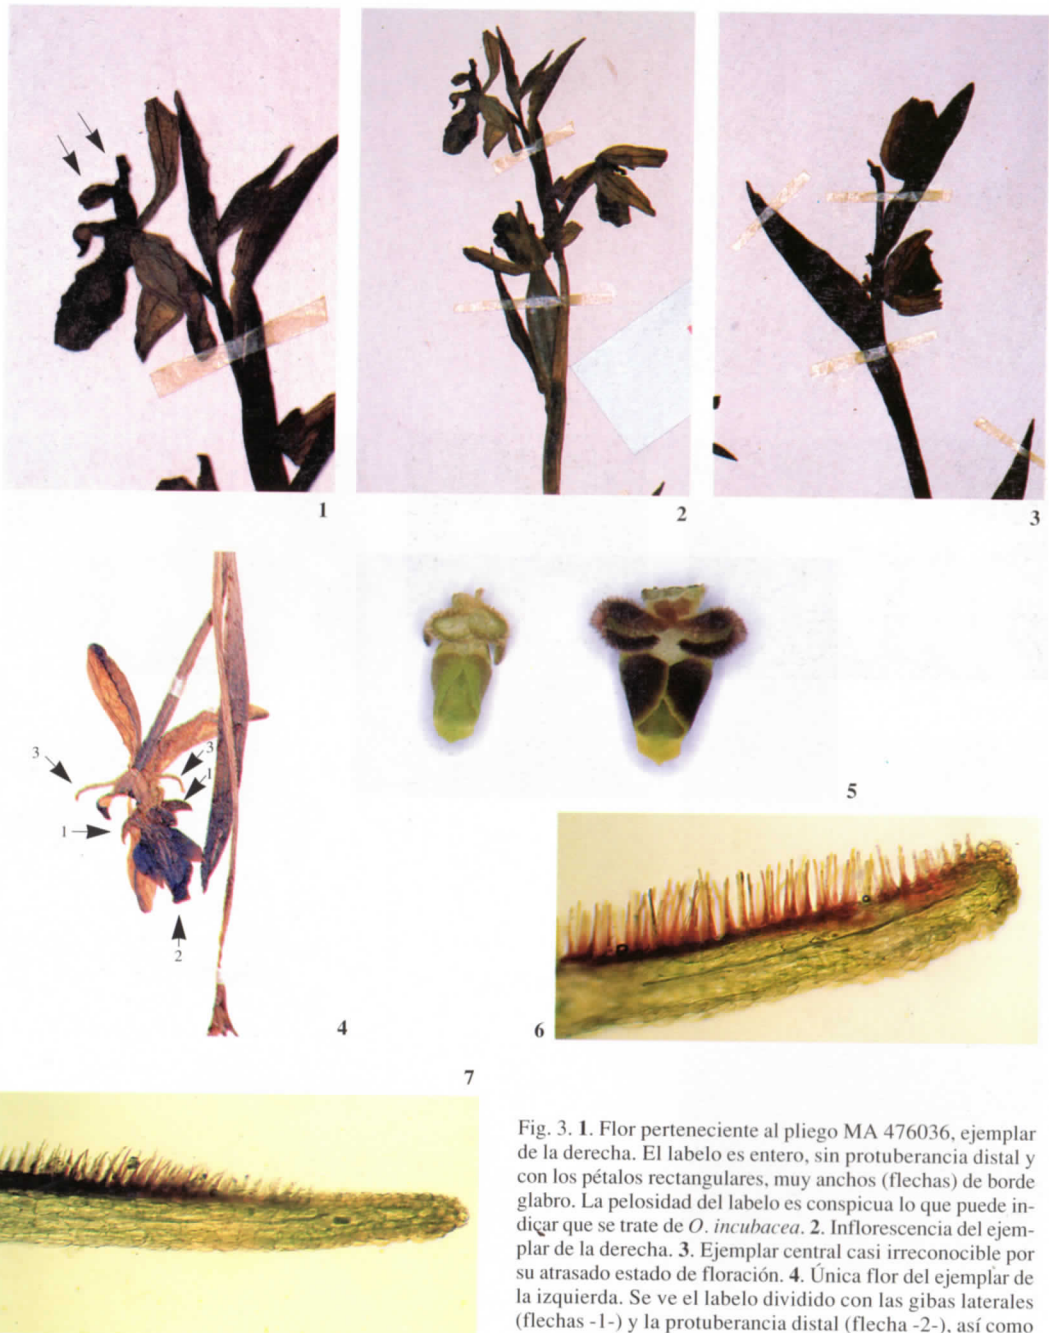 1
2
3
3
3
1
1
2
4
5
6
7
Fig. 3. 1. Flor perteneciente al pliego MA 476036, ejemplar
de la derecha. El labelo es entero, sin protuberancia distal y
con los pétalos rectangulares, muy anchos (flechas) de borde
glabro. La pelosidad del labelo es conspicua lo que puede in-
dicar que se trate de O. incubacea. 2. Inflorescencia del ejem-
plar de la derecha. 3. Ejemplar central casi irreconocible por
su atrasado estado de floración. 4. Única flor del ejemplar de
la izquierda. Se ve el labelo dividido con las gibas laterales
(flechas -1-) y la protuberancia distal (flecha -2-), así como